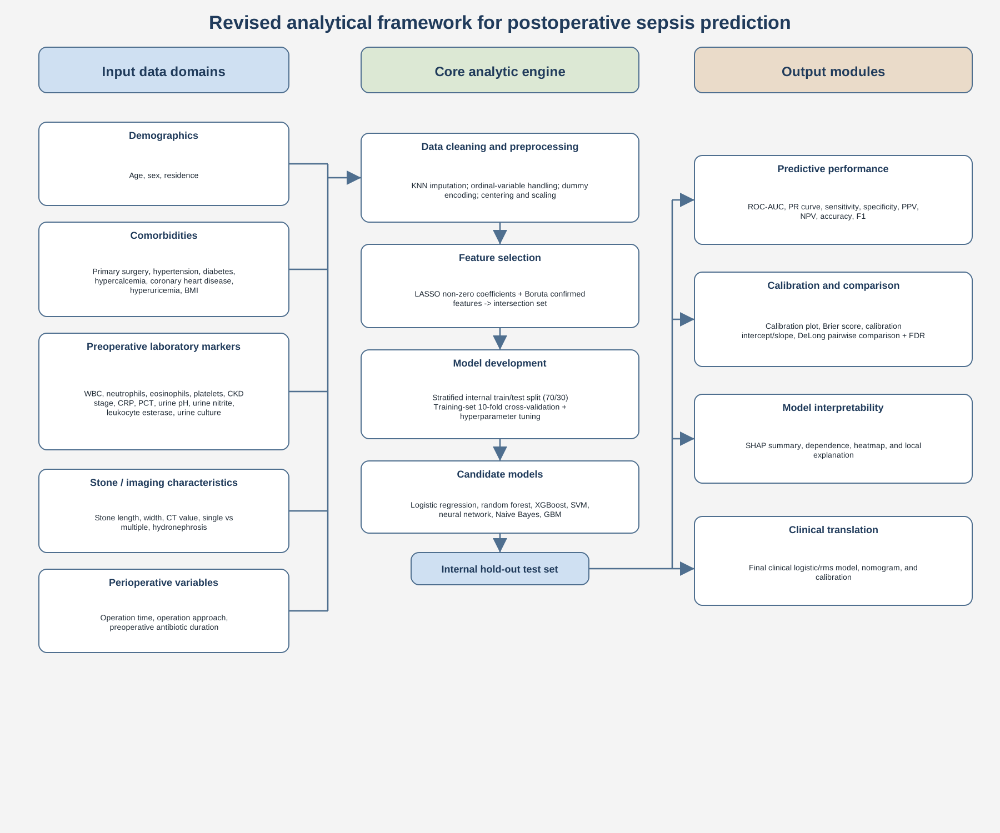 Revised analytical framework for postoperative sepsis prediction
Input data domains
Demographics
Age, sex, residence
Comorbidities
Primary surgery, hypertension, diabetes,
hypercalcemia, coronary heart disease,
hyperuricemia, BMI
Preoperative laboratory markers
WBC, neutrophils, eosinophils, platelets, CKD
stage, CRP, PCT, urine pH, urine nitrite,
leukocyte esterase, urine culture
Stone / imaging characteristics
Stone length, width, CT value, single vs
multiple, hydronephrosis
Perioperative variables
Operation time, operation approach,
preoperative antibiotic duration
Core analytic engine
Data cleaning and preprocessing
KNN imputation; ordinal-variable handling; dummy
encoding; centering and scaling
Feature selection
LASSO non-zero coefficients + Boruta confirmed
features -> intersection set
Model development
Stratified internal train/test split (70/30)
Training-set 10-fold cross-validation +
hyperparameter tuning
Candidate models
Logistic regression, random forest, XGBoost, SVM,
neural network, Naive Bayes, GBM
Internal hold-out test set
Output modules
Predictive performance
ROC-AUC, PR curve, sensitivity, specificity, PPV,
NPV, accuracy, F1
Calibration and comparison
Calibration plot, Brier score, calibration
intercept/slope, DeLong pairwise comparison + FDR
Model interpretability
SHAP summary, dependence, heatmap, and local
explanation
Clinical translation
Final clinical logistic/rms model, nomogram, and
calibration